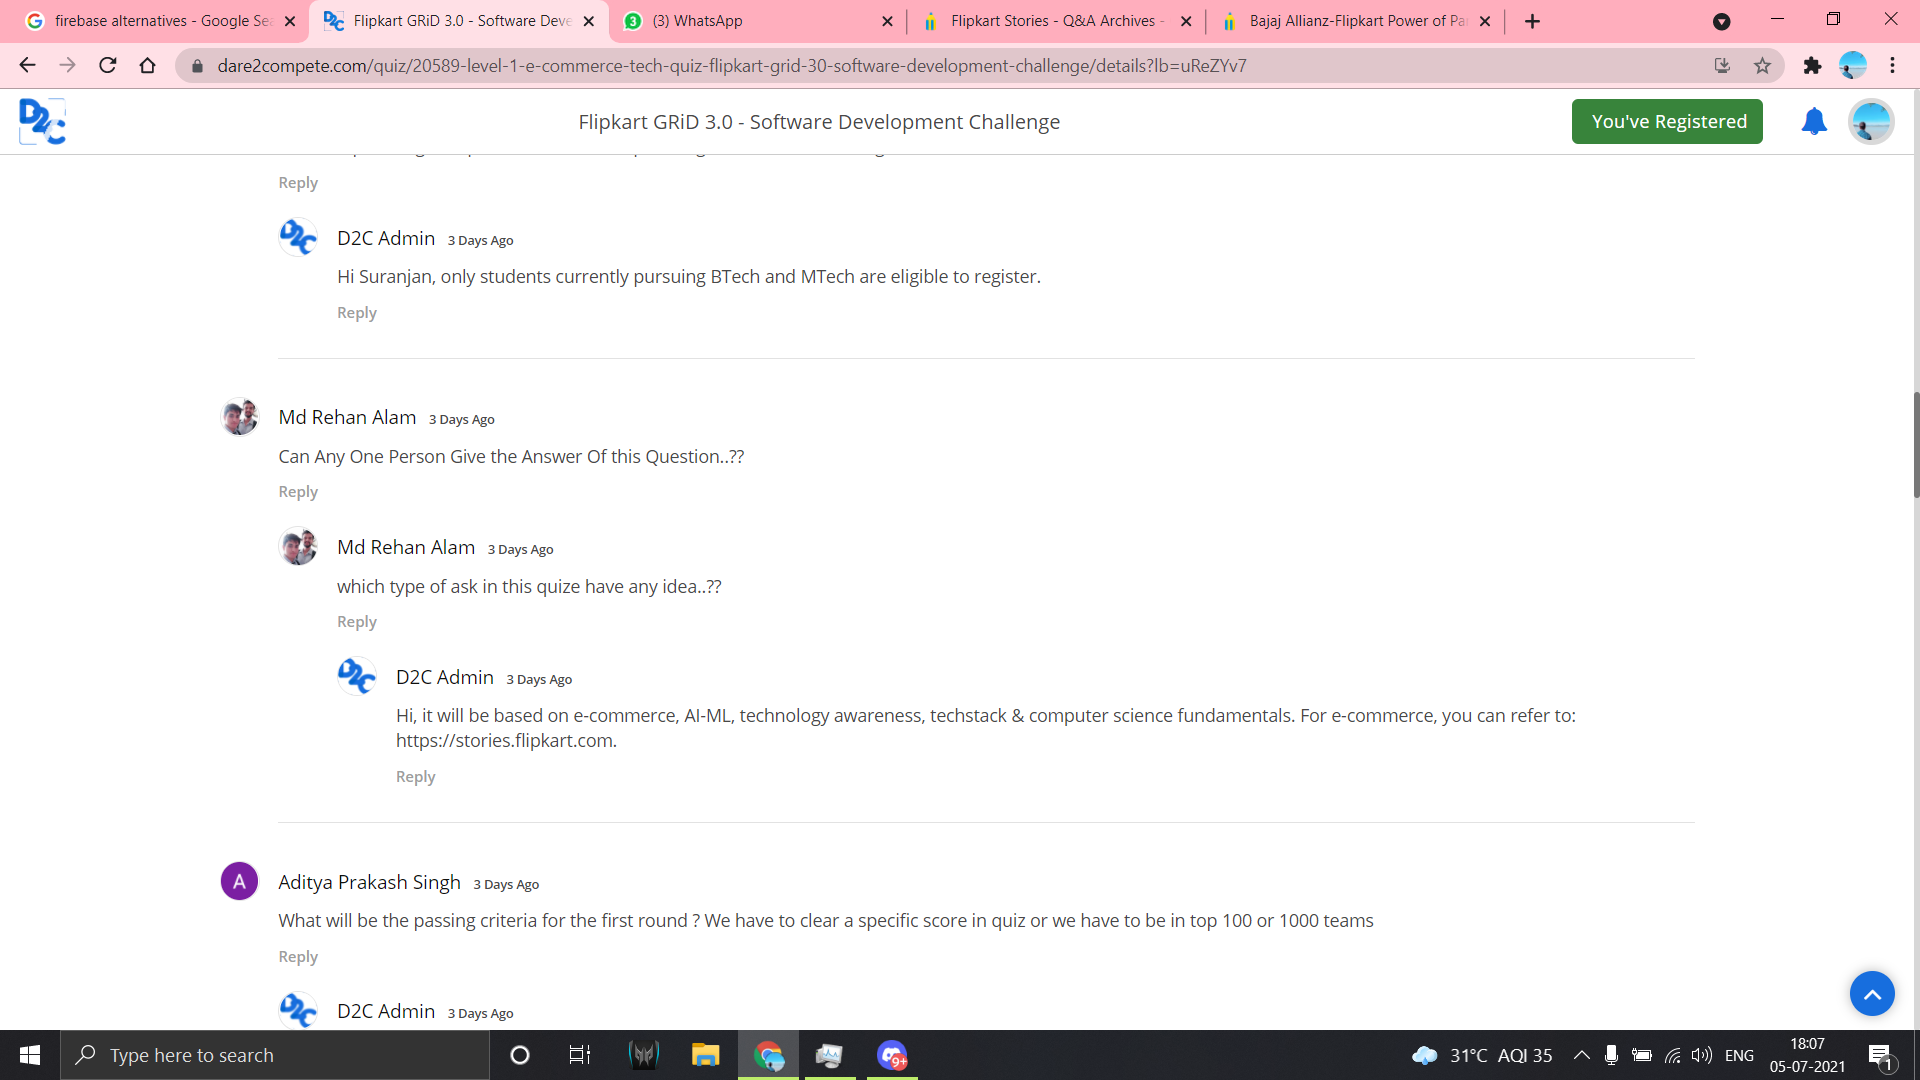 firebase alternatives - Google Sea
Flipkart GRiD 3.0 - Software Deve
(3) WhatsApp
Flipkart Stories - Q&A Archives -
Bajaj Allianz-Flipkart Power of Pa
dare2compete.com/quiz/20589-level-1-e-commerce-tech-quiz-flipkart-grid-30-software-development-challenge/details?lb=uReZYv7
D2C
Flipkart GRiD 3.0 - Software Development Challenge
You've Registered
Reply
D2C Admin 3 Days Ago
Hi Suranjan, only students currently pursuing BTech and MTech are eligible to register.
Reply
Md Rehan Alam 3 Days Ago
Can Any One Person Give the Answer Of this Question..??
Reply
Md Rehan Alam 3 Days Ago
which type of ask in this quize have any idea..??
Reply
D2C Admin 3 Days Ago
Hi, it will be based on e-commerce, AI-ML, technology awareness, techstack & computer science fundamentals. For e-commerce, you can refer to:
https://stories.flipkart.com.
Reply
A
Aditya Prakash Singh 3 Days Ago
What will be the passing criteria for the first round ? We have to clear a specific score in quiz or we have to be in top 100 or 1000 teams
Reply
D2C Admin 3 Days Ago
Type here to search
9+
31°C AQI 35
ENG
18:07
05-07-2021
1